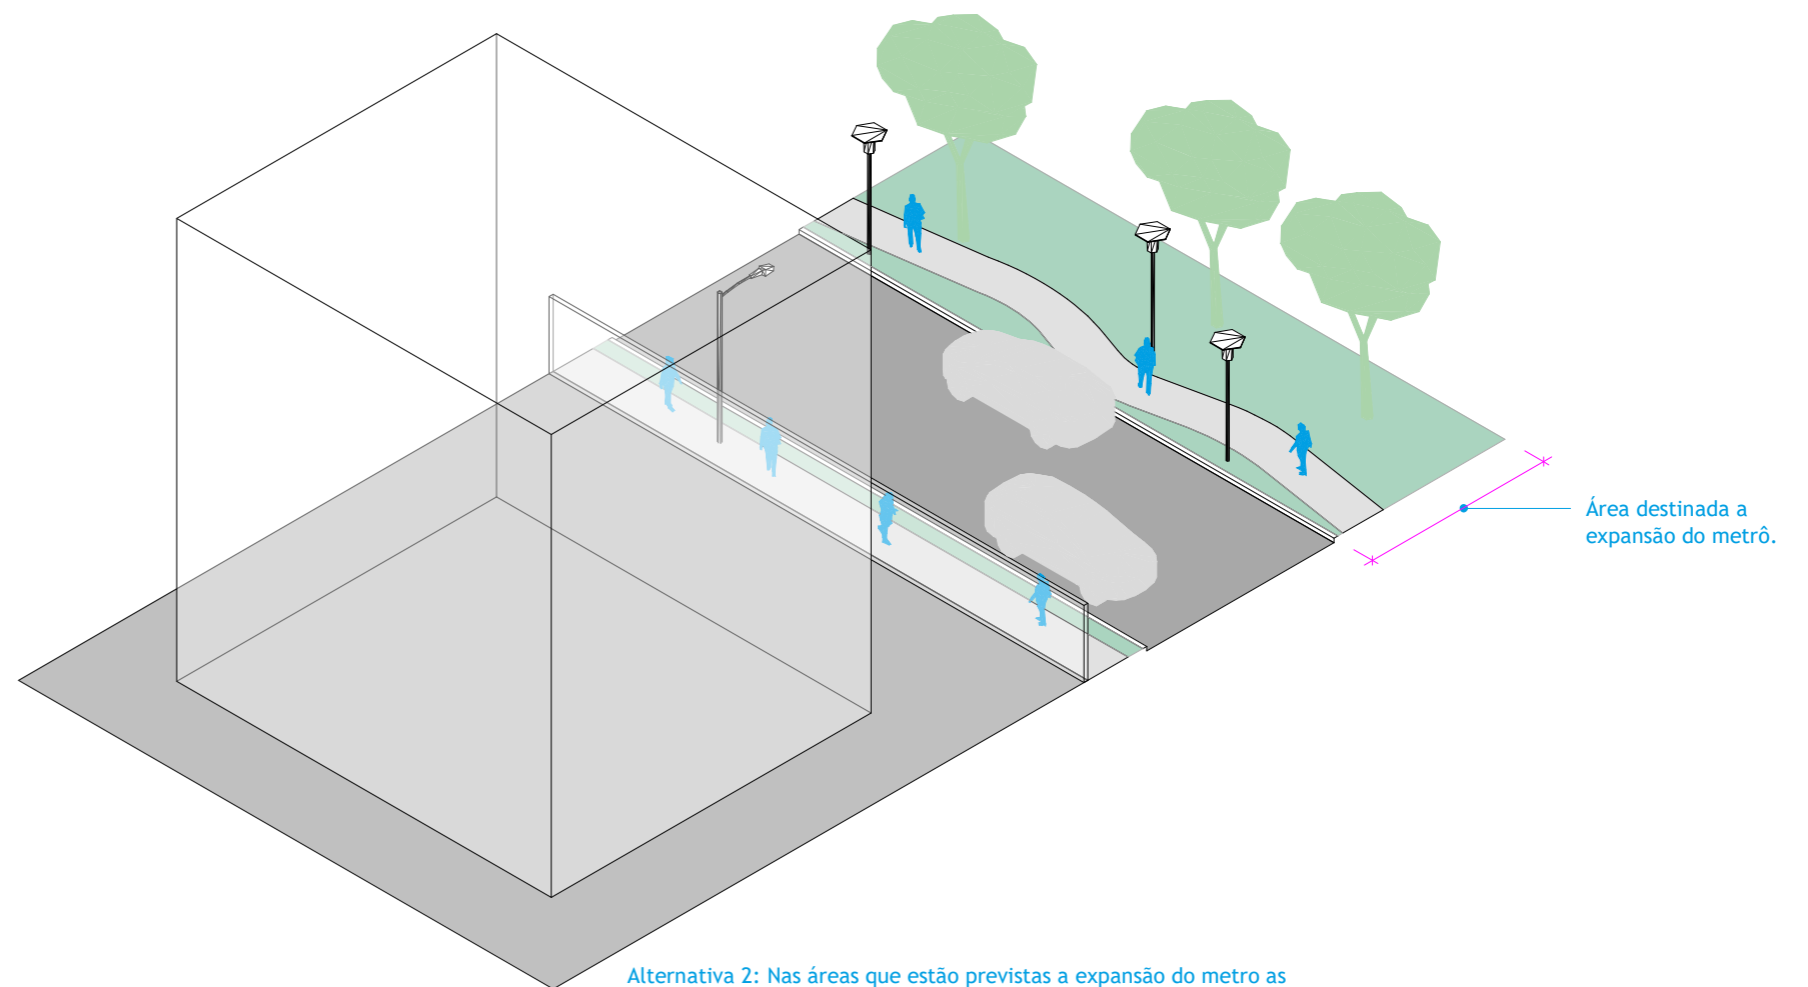 Área destinada a
expansão do metrô.
Alternativa 2: Nas áreas que estão previstas a expansão do metro as